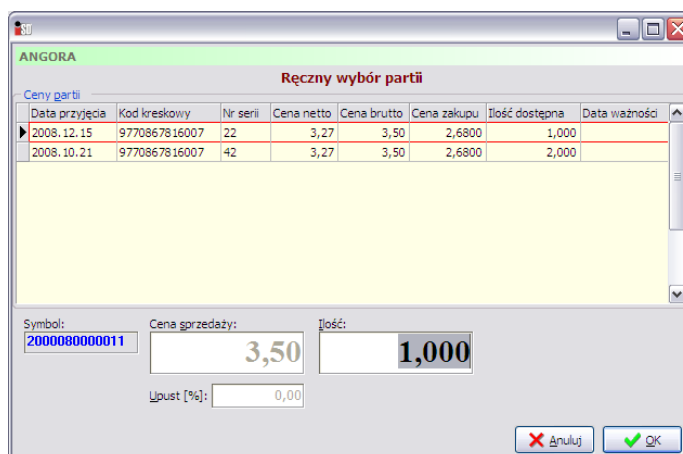 ANGORA
Ręczny wybór partii
Ceny partii
Data przyjęcia Kod kreskowy Nr serii Cena netto Cena brutto Cena zakupu Ilość dostępna Data ważności
2008.12.15 9770867816007 22 3,27 3,50 2,6800 1,000
2008.10.21 9770867816007 42 3,27 3,50 2,6800 2,000
Symbol: Cena sprzedaży: Ilość:
2000080000011 3,50 1,000
Upust [%]: 0,00
Anuluj OK